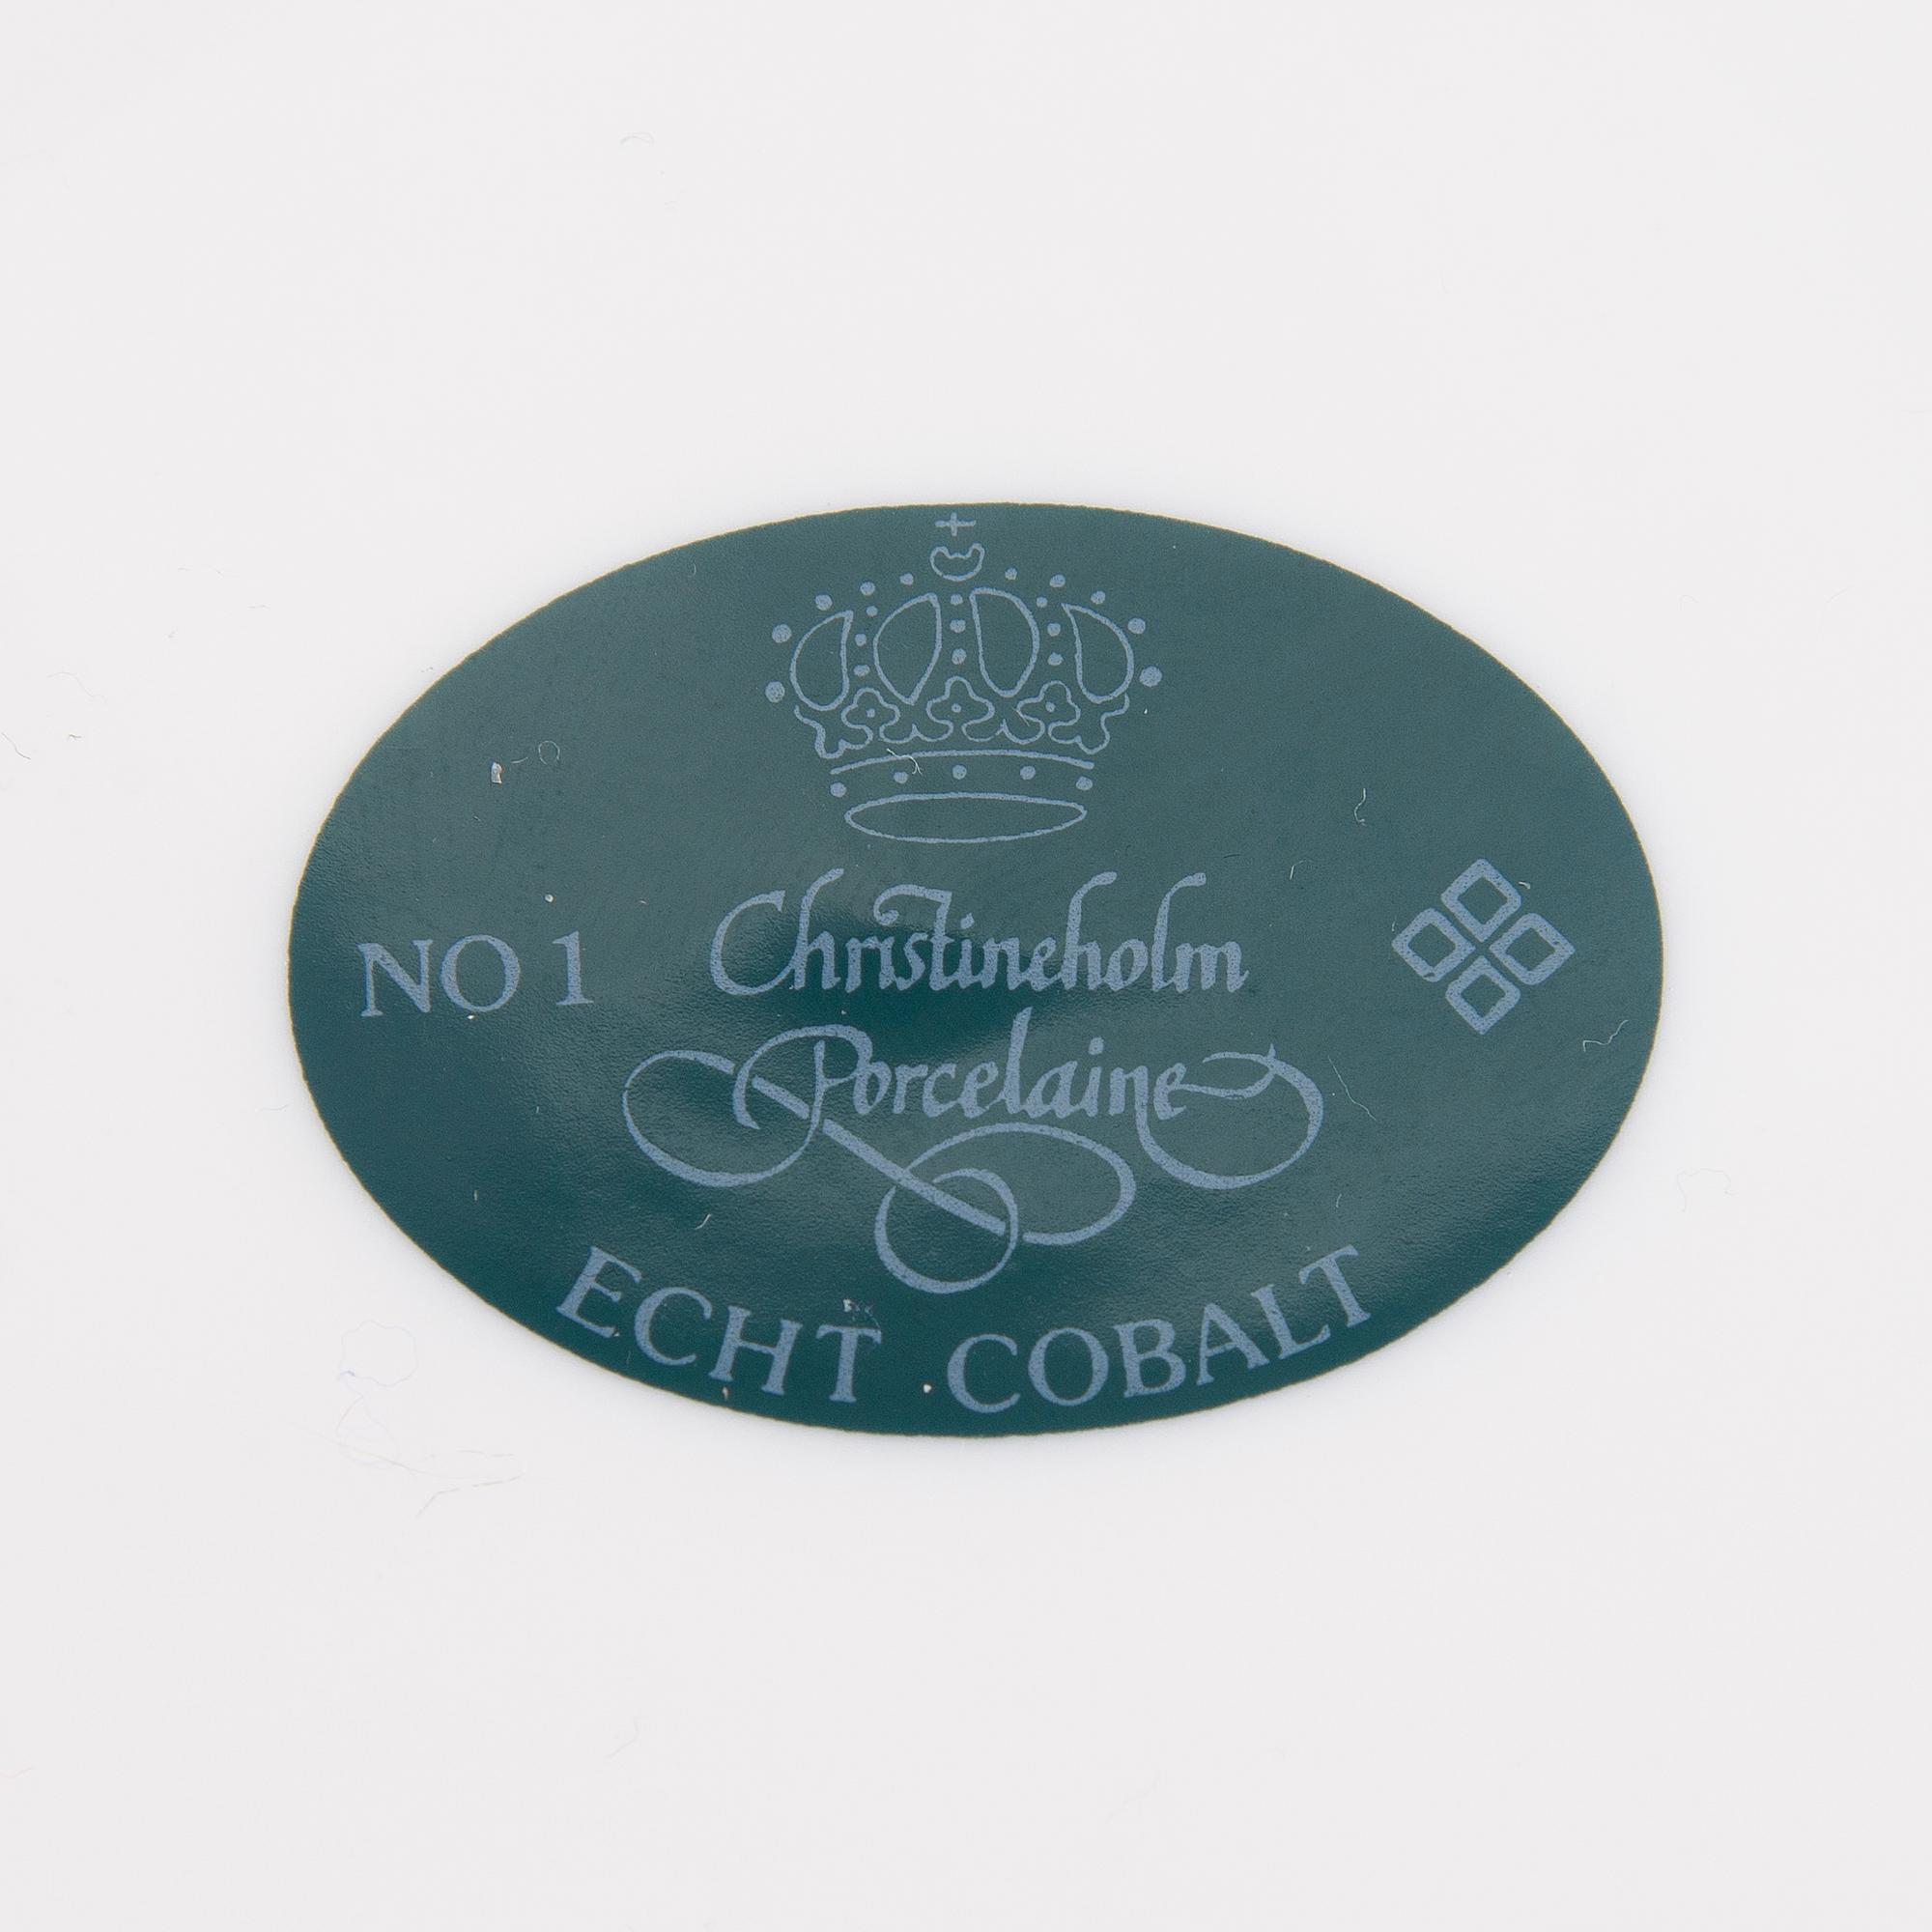 NO 1
Christineholm
Porcelaine
ECHT COBALT